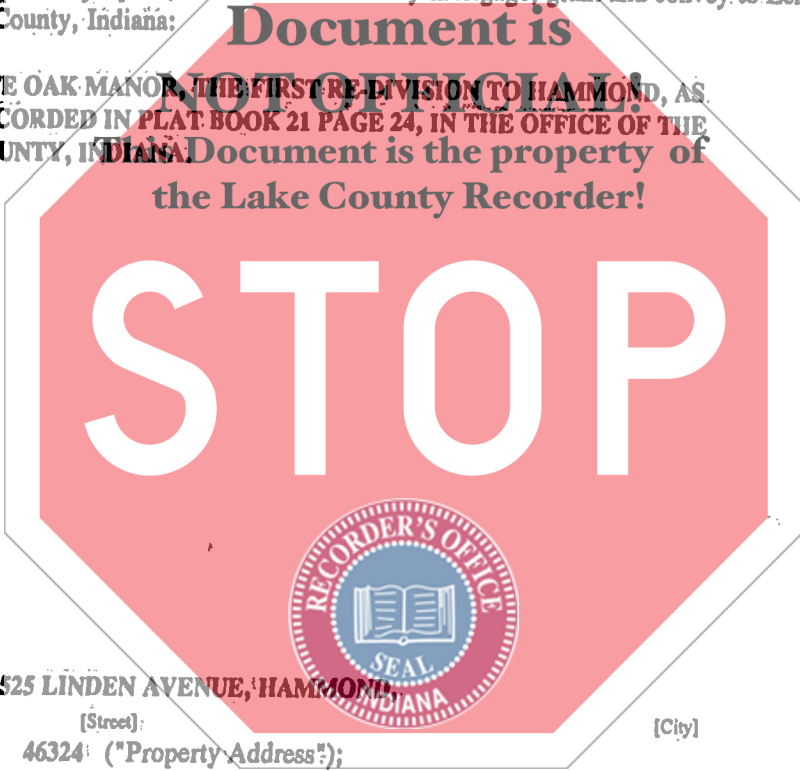 County, Indiana:
Document is
NOT OFFICIAL!
E OAK MANOR, THE FIRST RE-DIVISION TO HAMMOND, AS
CORDED IN PLAT BOOK 21 PAGE 24, IN THE OFFICE OF THE
UNTY, INDIANA.
This Document is the property of
the Lake County Recorder!
STOP
RECORDER'S OFFICE
SEAL
INDIANA
525 LINDEN AVENUE, HAMMOND,
[Street]
[City]
46324 ("Property Address");